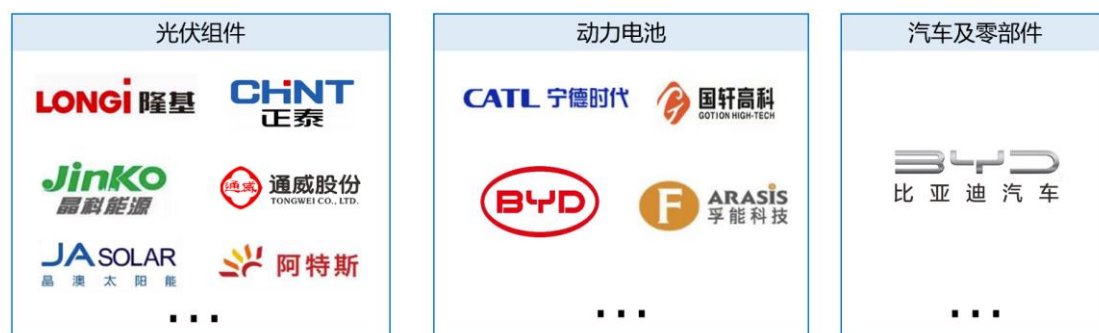 光伏组件
LONGi 隆基
CHiNT
正泰
JinKO
晶科能源
通威
通威股份
TONGWEI CO., LTD.
JA SOLAR
晶澳太阳能
阿特斯
...
动力电池
CATL 宁德时代
国轩高科
GOTION HIGH-TECH
BYD
F
ARASiS
孚能科技
...
汽车及零部件
BYD
比亚迪汽车
...